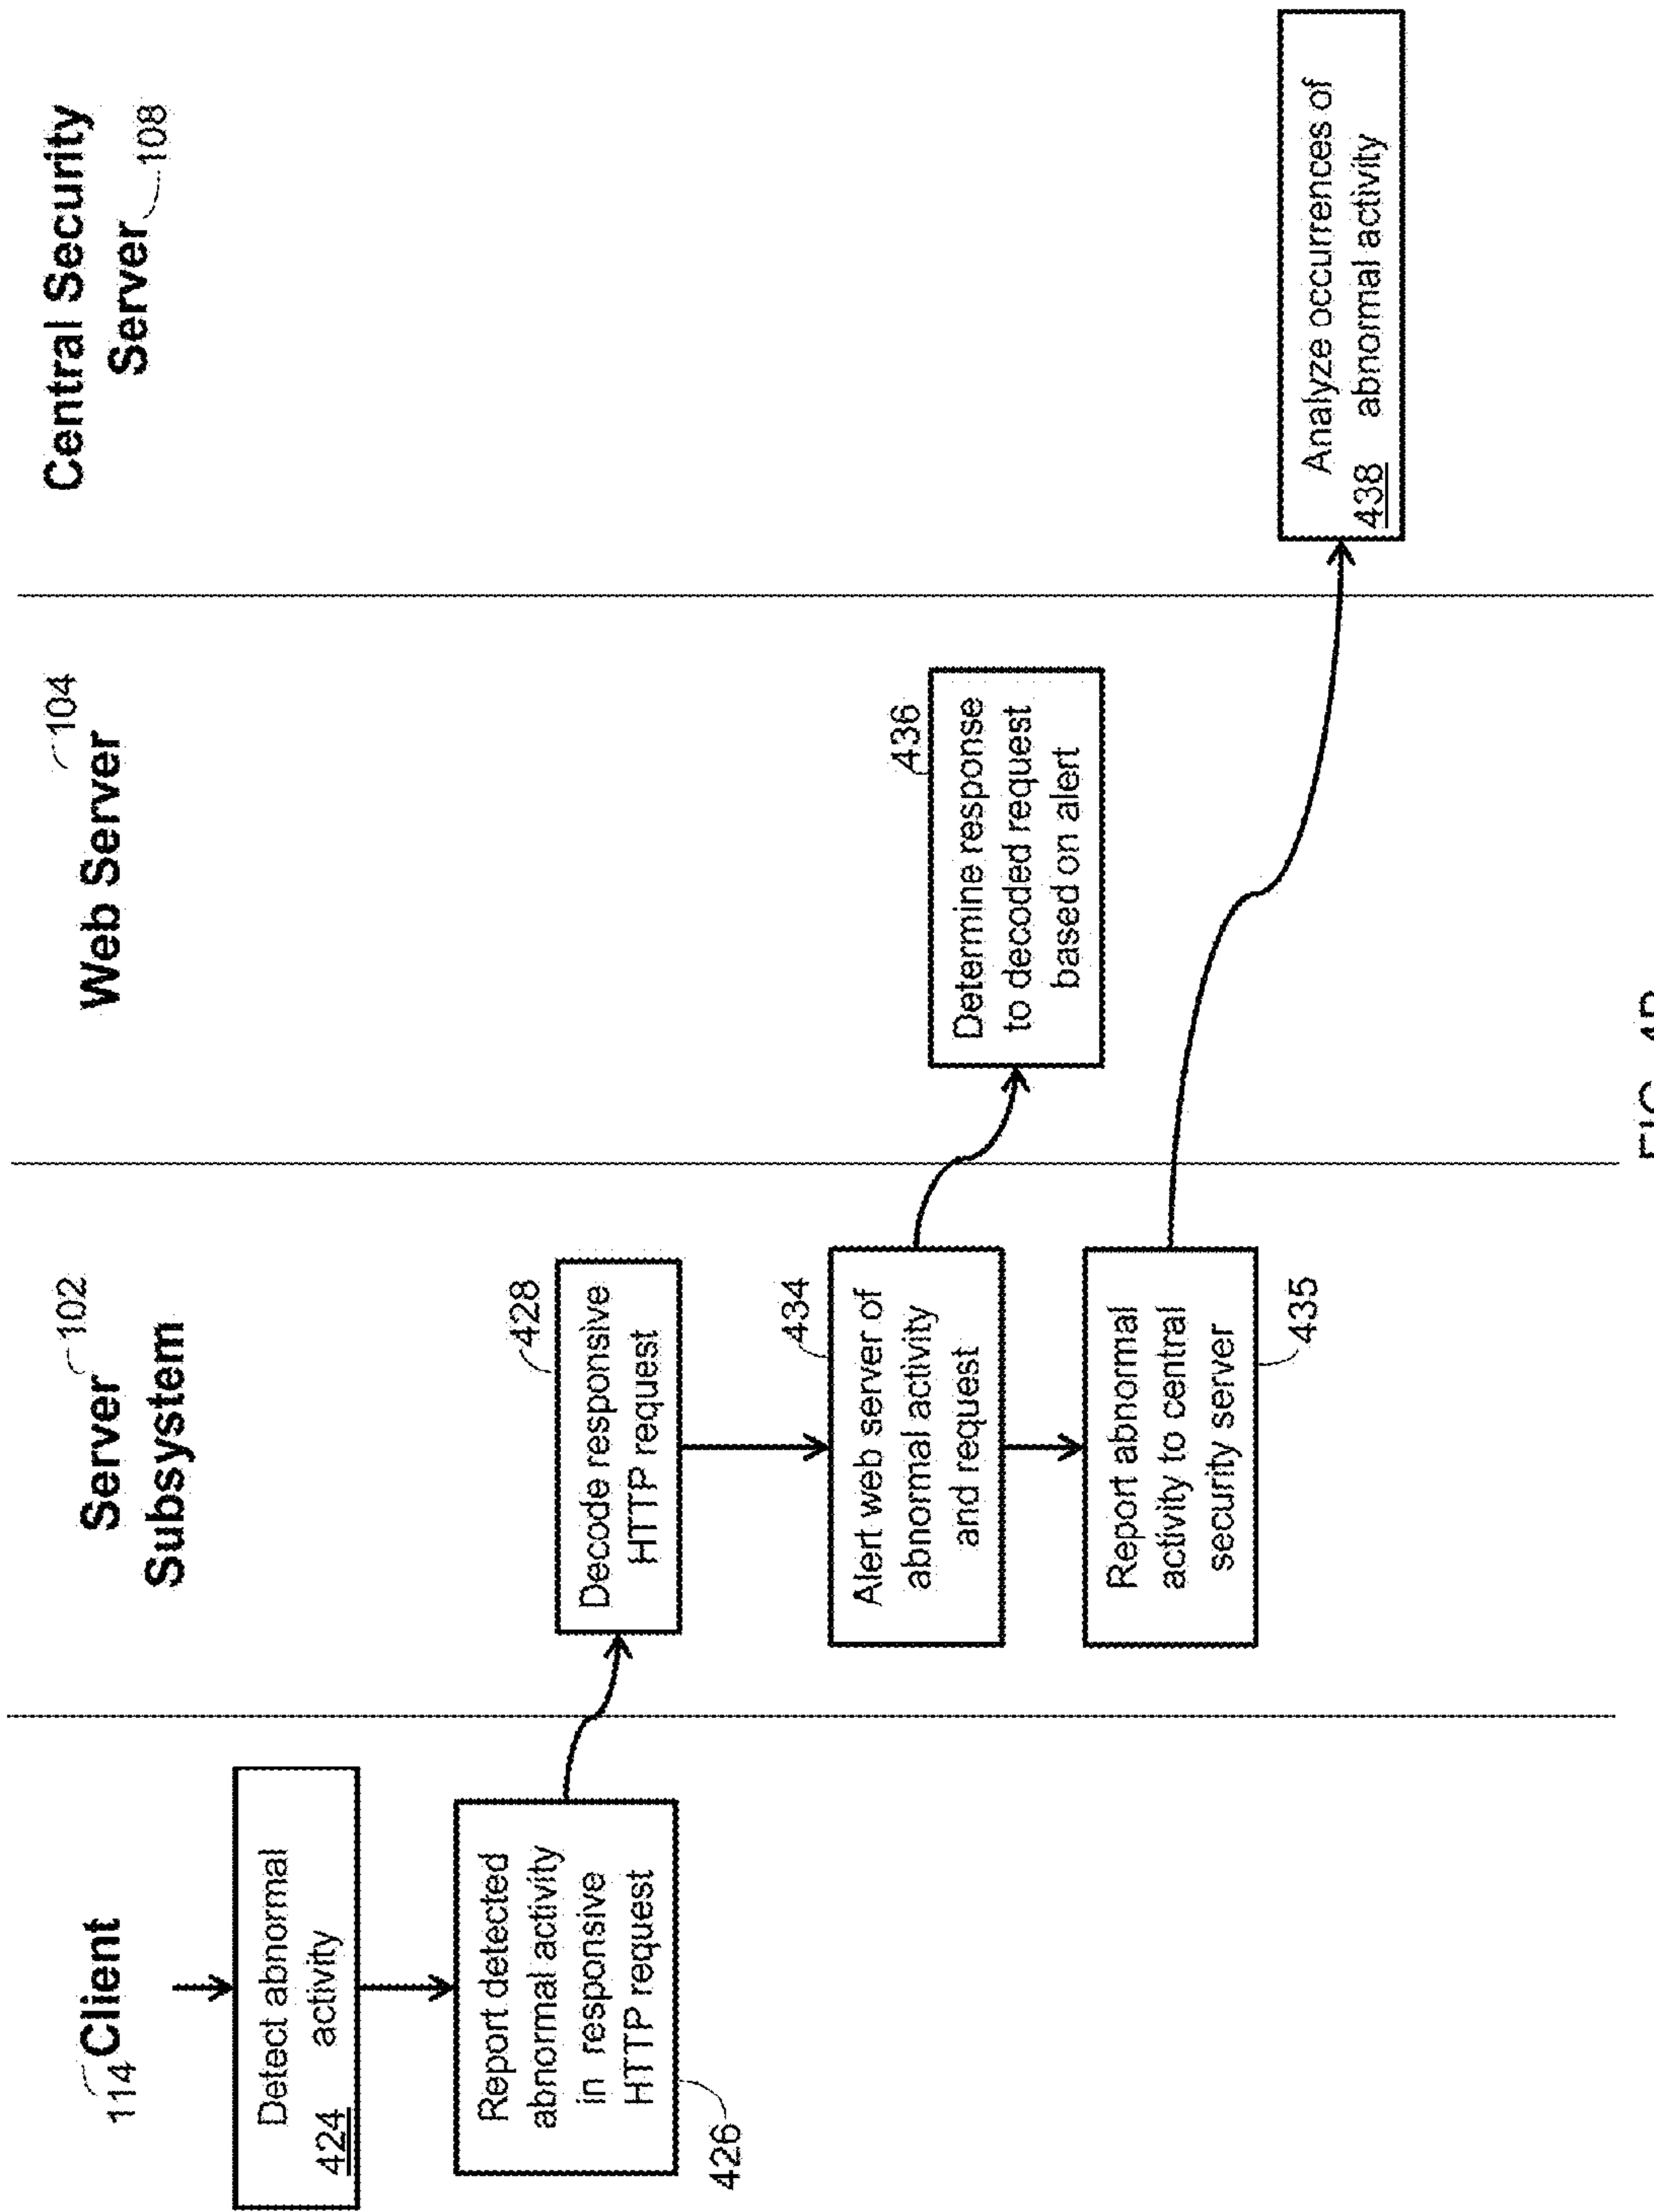 114
Client
Server
102
Subsystem
104
Web Server
Central Security
Server
108
Detect abnormal
424 activity
Report detected
abnormal activity
in responsive
HTTP request
426
428
Decode responsive
HTTP request
434
Alert web server of
abnormal activity
and request
436
Determine response
to decoded request
based on alert
Report abnormal
activity to central
security server
435
Analyze occurrences of
438 abnormal activity
FIG.